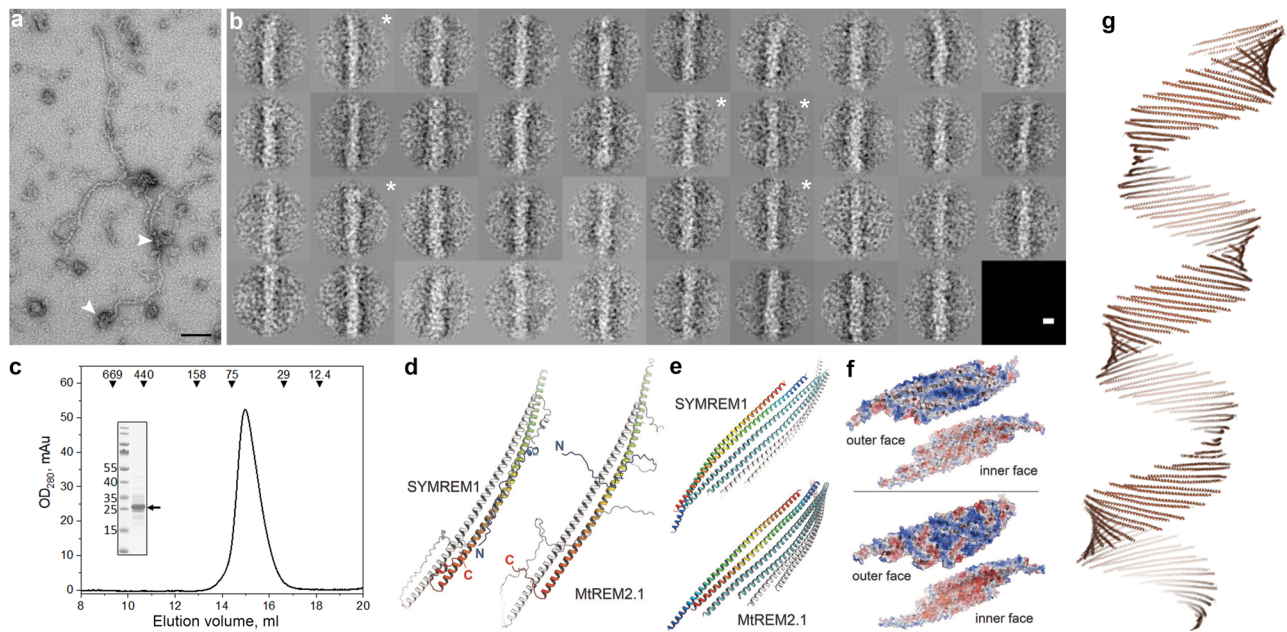 a
b
*
*
*
*
*
c
669 440 158 75 29 12.4
60
50
40
30
20
10
0
OD280, mAu
55
40
35
25
15
8 10 12 14 16 18 20
Elution volume, ml
d
SYMREM1
N
C
N
C
MtREM2.1
e
SYMREM1
MtREM2.1
f
outer face
inner face
outer face
inner face
g